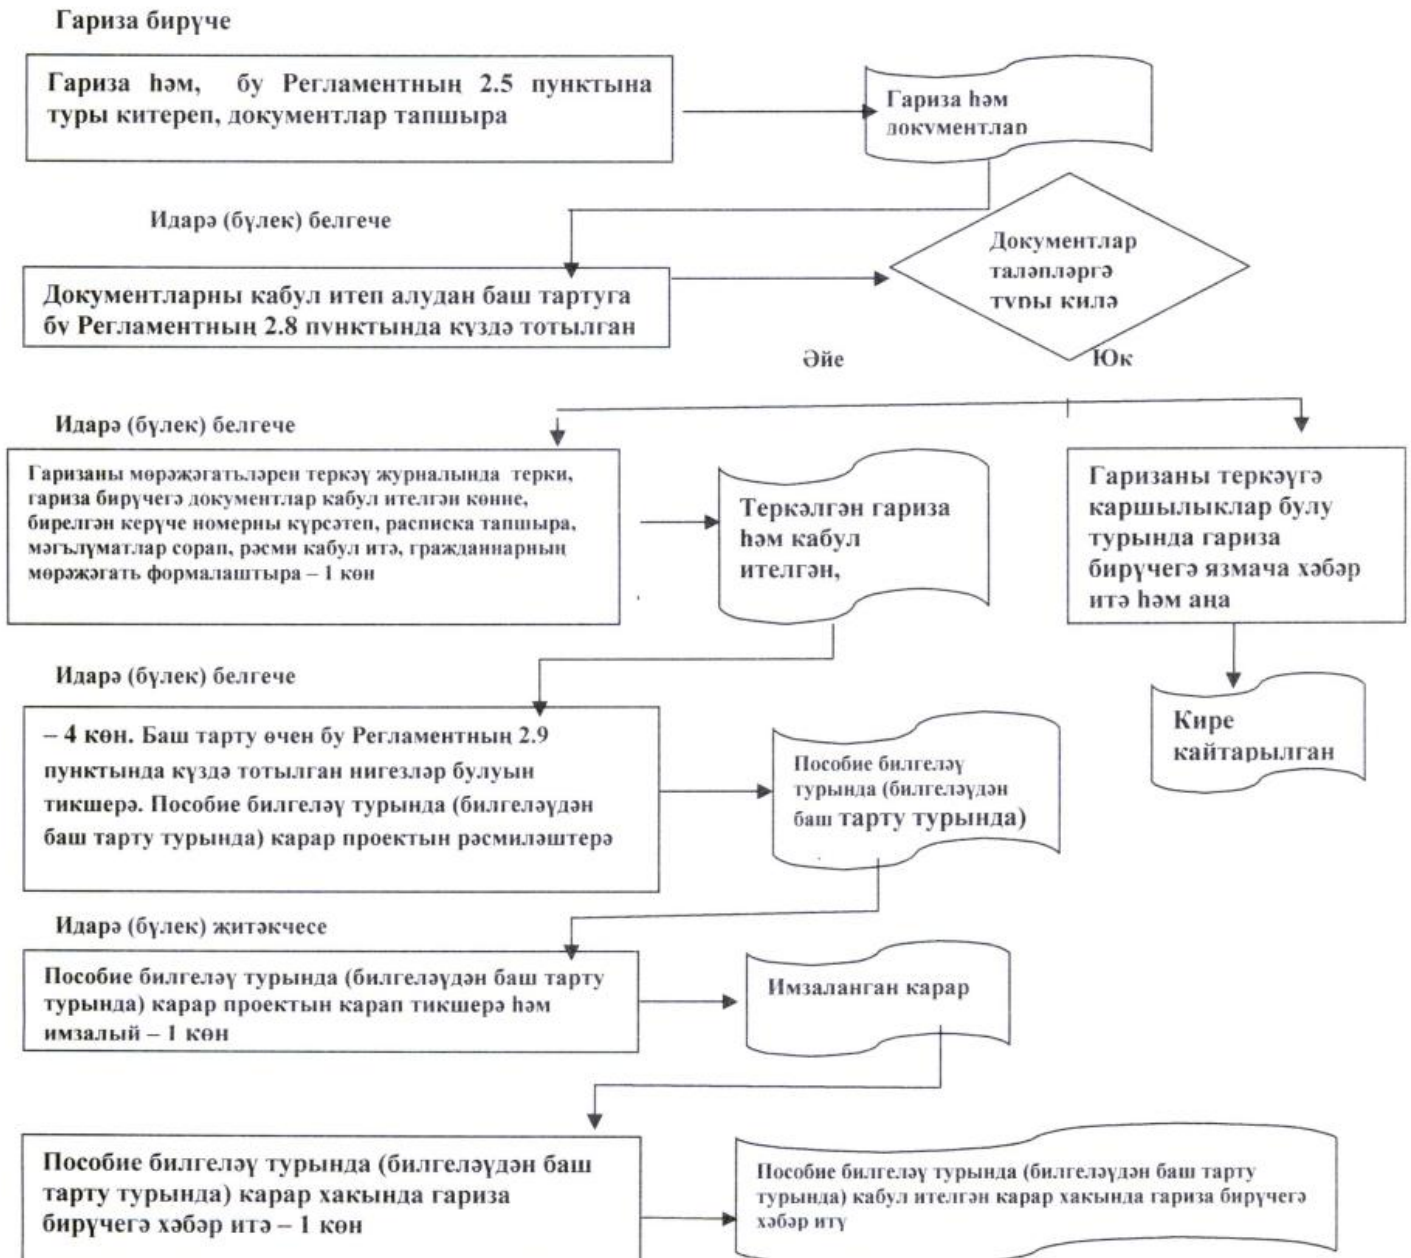 Гариза бирүче
Гариза һәм, бу Регламентның 2.5 пунктына
туры китереп, документлар тапшыра
Гариза һәм
документлар
Идарә (бүлек) белгече
Документларны кабул итеп алудан баш тартуга
бу Регламентның 2.8 пунктында күздә тотылган
Документлар
таләпләргә
туры килә
Әйе
Юк
Идарә (бүлек) белгече
Гаризаны мөрәҗәгатьләрен теркәү журналында терки,
гариза бирүчегә документлар кабул ителгән көнне,
бирелгән керүче номерны күрсәтеп, расписка тапшыра,
мәгълүматлар сорап, рәсми кабул итә, гражданнарның
мөрәҗәгать формалаштыра – 1 көн
Теркәлгән гариза
һәм кабул
ителгән,
Гаризаны теркәүгә
каршылыклар булу
турында гариза
бирүчегә язмача хәбәр
итә һәм аңа
Идарә (бүлек) белгече
– 4 көн. Баш тарту өчен бу Регламентның 2.9
пунктында күздә тотылган нигезләр булуын
тикшерә. Пособие билгеләү турында (билгеләүдән
баш тарту турында) карар проектын рәсмиләштерә
Пособие билгеләү
турында (билгеләүдән
баш тарту турында)
Кире
кайтарылган
Идарә (бүлек) җитәкчесе
Пособие билгеләү турында (билгеләүдән баш тарту
турында) карар проектын карап тикшерә һәм
имзалый – 1 көн
Имзаланган карар
Пособие билгеләү турында (билгеләүдән баш
тарту турында) карар хакында гариза
бирүчегә хәбәр итә – 1 көн
Пособие билгеләү турында (билгеләүдән баш тарту
турында) кабул ителгән карар хакында гариза бирүчегә
хәбәр итү